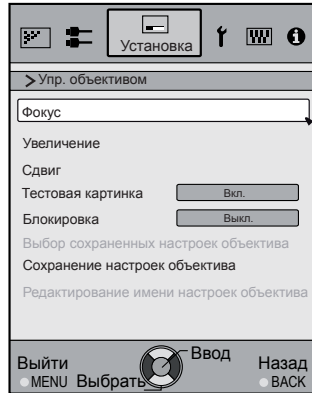 Установка
>Упр. объективом
Фокус
Увеличение
Сдвиг
Тестовая картинка Вкл.
Блокировка Выкл.
Выбор сохраненных настроек объектива
Сохранение настроек объектива
Редактирование имени настроек объектива
Выйти Ввод Назад
MENU Выбрать BACK